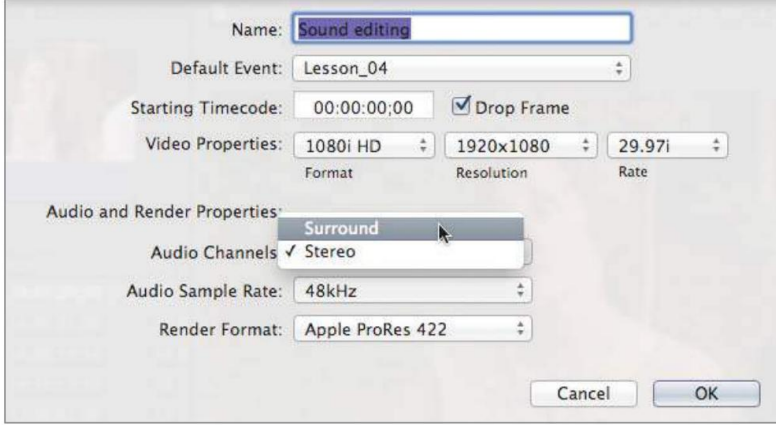 Name: Sound editing
Default Event: Lesson_04
Starting Timecode: 00:00:00;00 Drop Frame
Video Properties: 1080i HD 1920x1080 29.97i
Format Resolution Rate
Audio and Render Properties:
Surround
Audio Channels ✓ Stereo
Audio Sample Rate: 48kHz
Render Format: Apple ProRes 422
Cancel OK